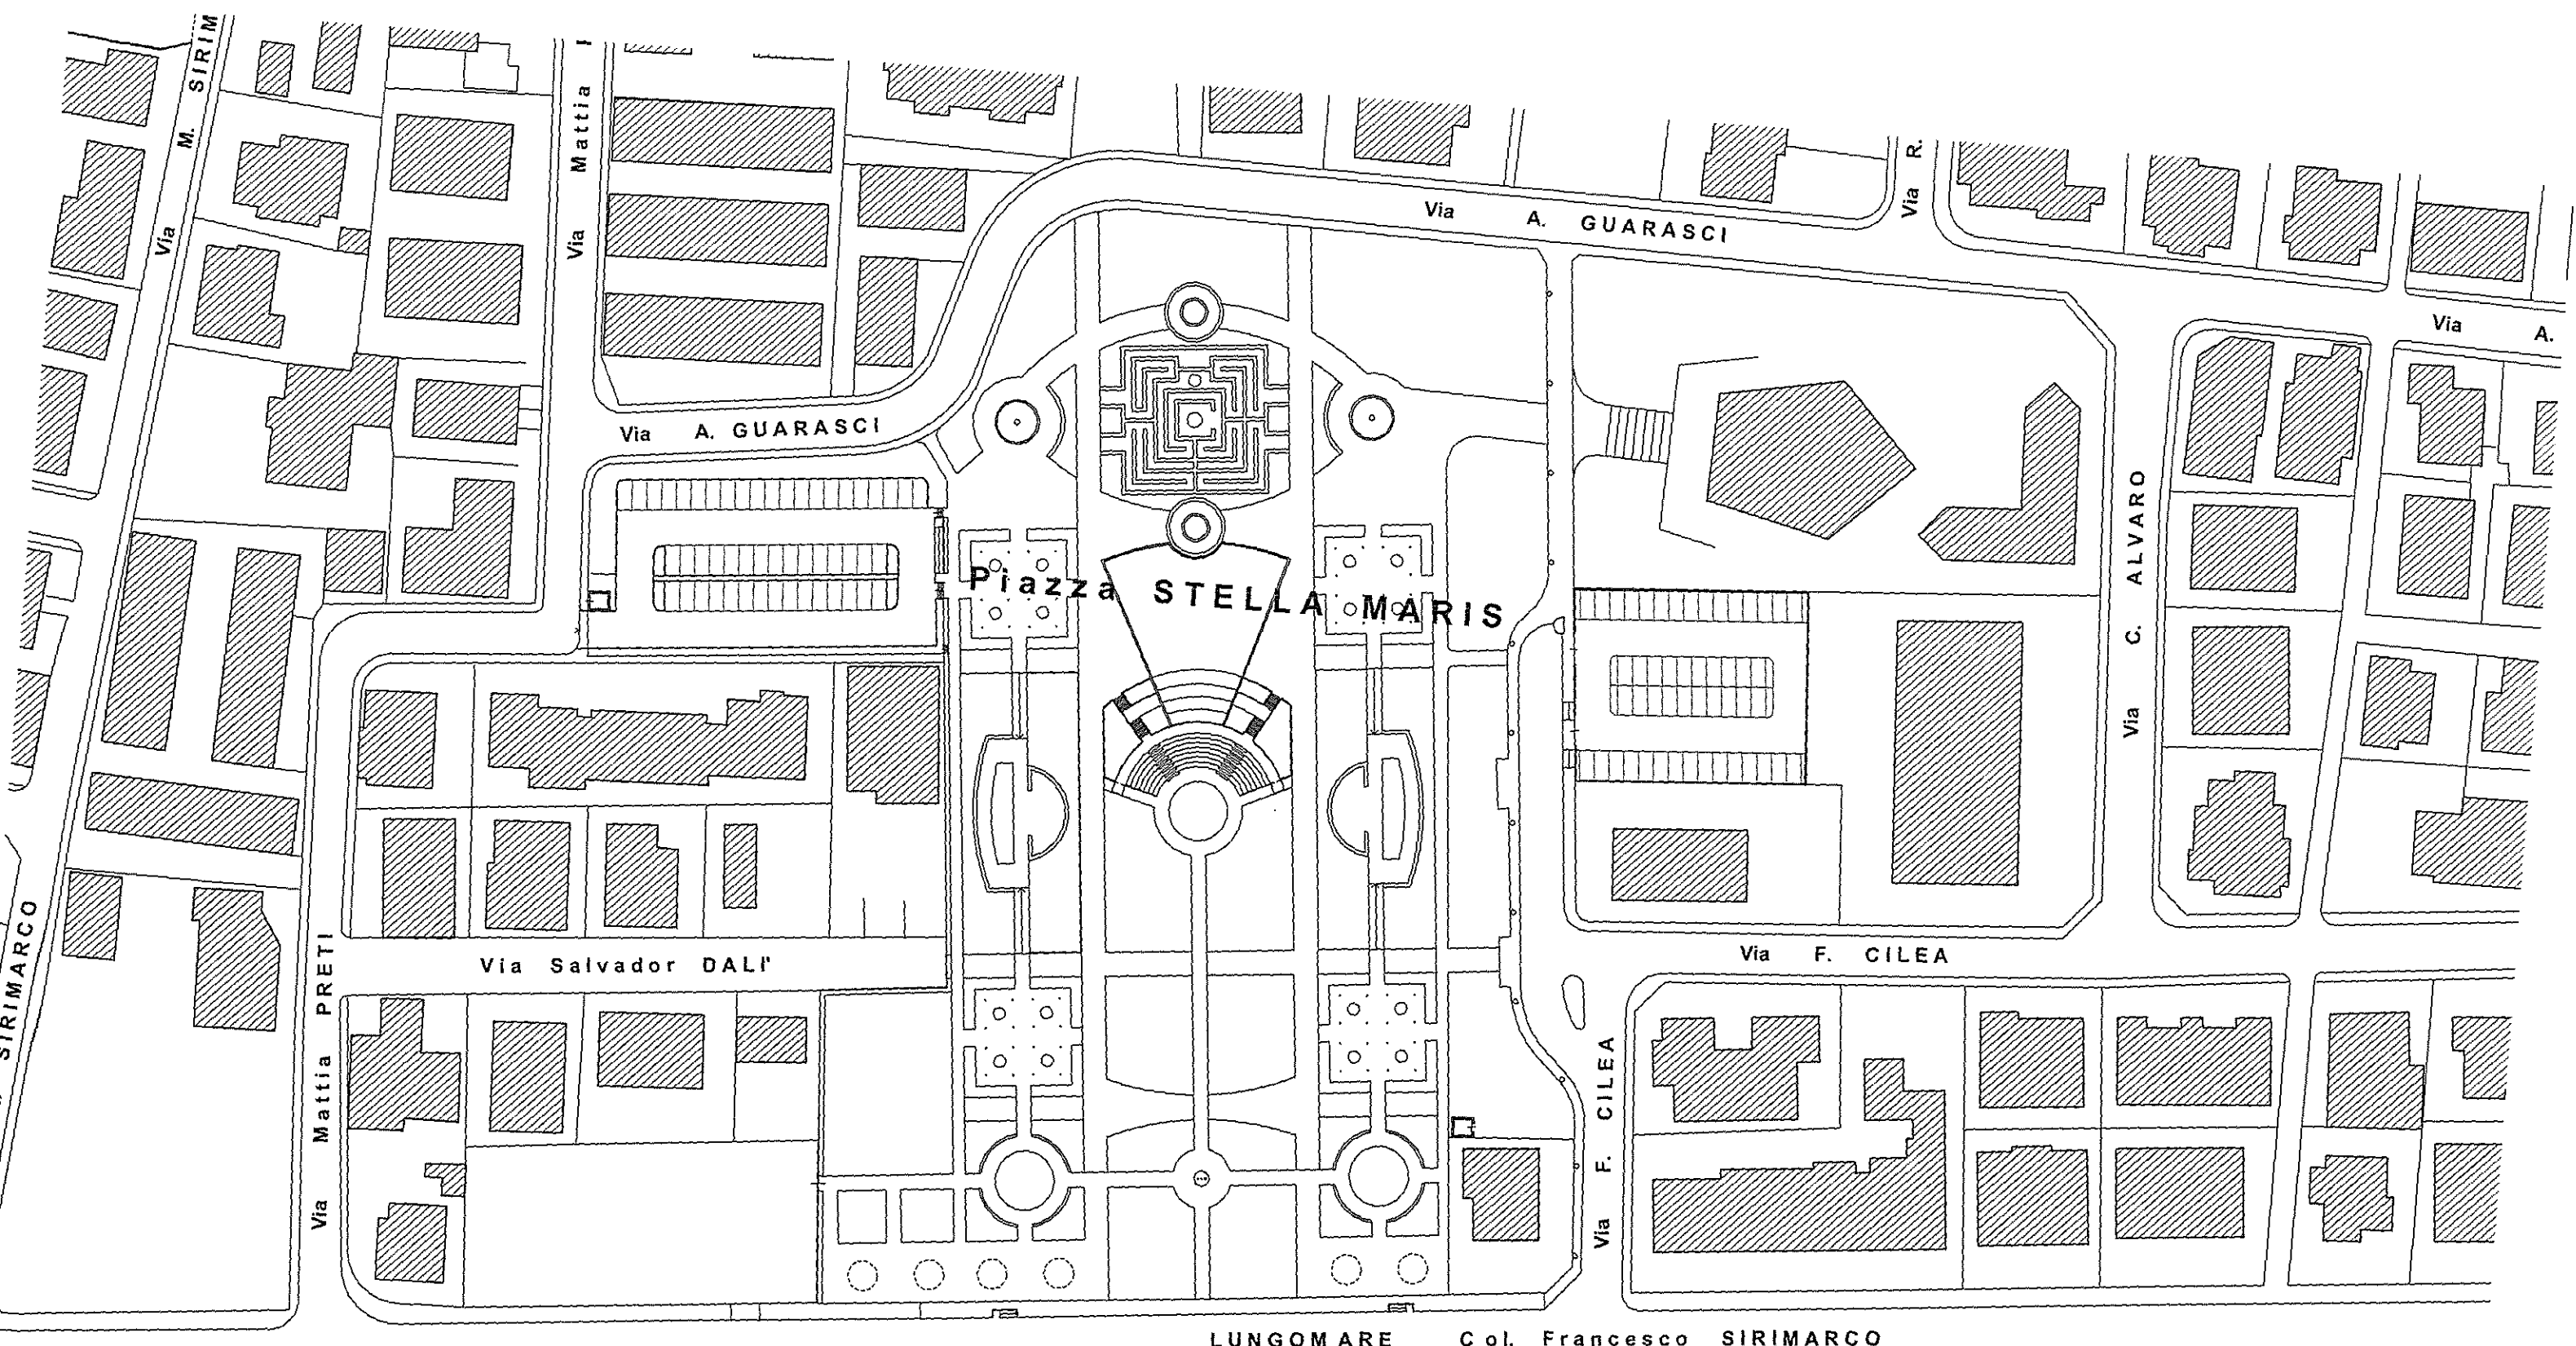 Via M. SIRIM
Via Mattia
Via A. GUARASCI
Via R.
Via A.
Via A. GUARASCI
Piazza STELLA MARIS
Via C. ALVARO
SIRIMARCO
Via Mattia PRETI
Via Salvador DALI'
Via F. CILEA
Via F. CILEA
LUNGOMARE Col. Francesco SIRIMARCO